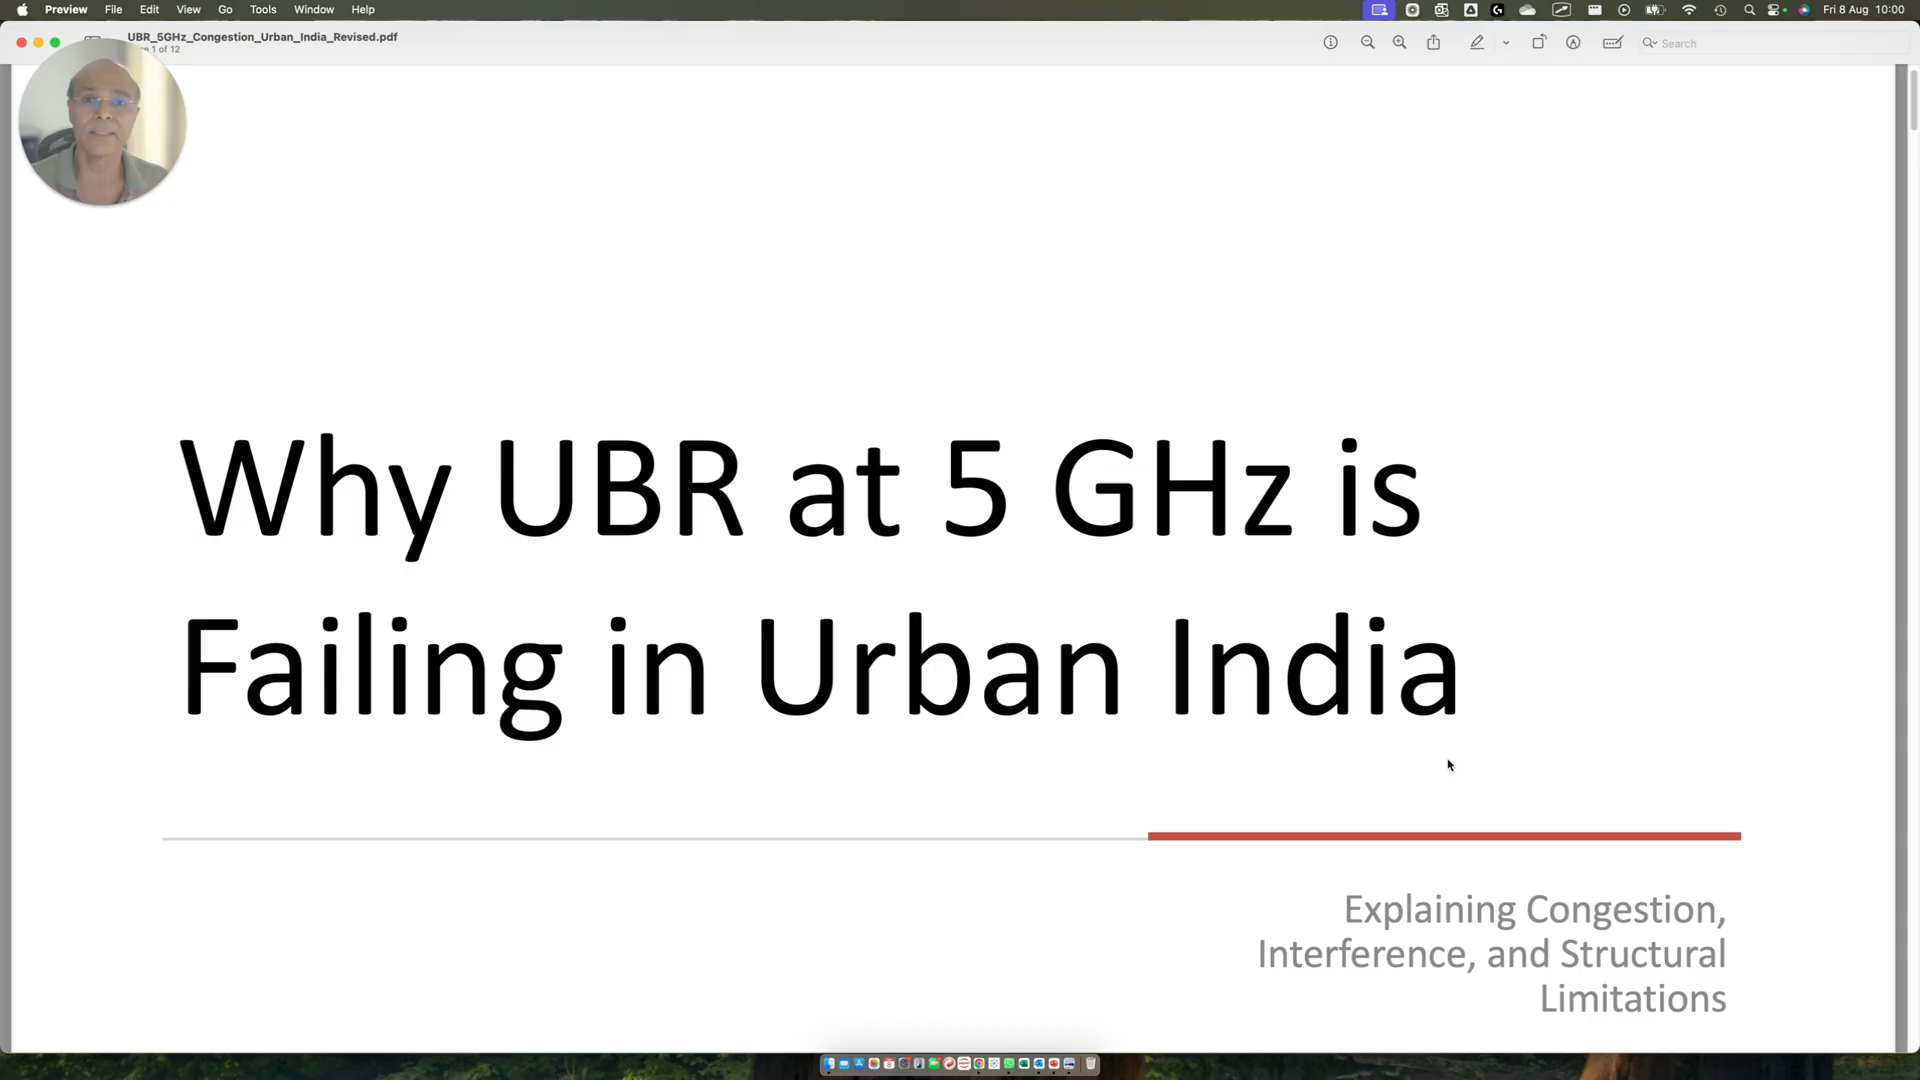 Preview File Edit View Go Tools Window Help
Fri 8 Aug 10:00
UBR_5GHz_Congestion_Urban_India_Revised.pdf
1 of 12
Search
Why UBR at 5 GHz is
Failing in Urban India
Explaining Congestion,
Interference, and Structural
Limitations